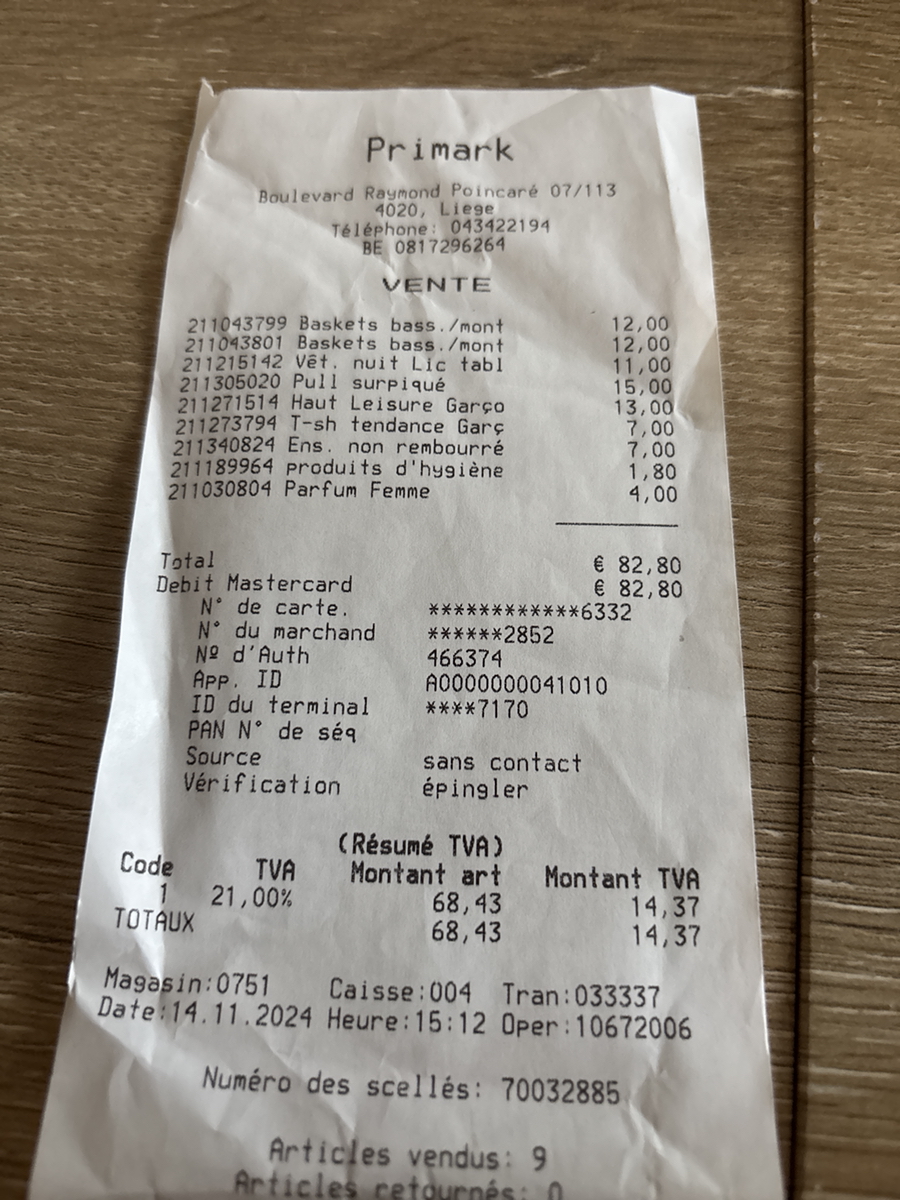 Primark
Boulevard Raymond Poincaré 07/113
4020, Liege
Téléphone: 043422194
BE 0817296264
VENTE
211043799 Baskets bass./mont 12,00
211043801 Baskets bass./mont 12,00
211215142 Vêt. nuit Lic tabl 11,00
211305020 Pull surpiqué 15,00
211271514 Haut Leisure Garço 13,00
211273794 T-sh tendance Garç 7,00
211340824 Ens. non rembourré 7,00
211189964 produits d'hygiène 1,80
211030804 Parfum Femme 4,00
Total € 82,80
Debit Mastercard € 82,80
N° de carte. ************6332
N° du marchand ******2852
Nº d'Auth 466374
App. ID A0000000041010
ID du terminal ****7170
PAN N° de séq
Source sans contact
Vérification épingler
(Résumé TVA)
Code TVA Montant art Montant TVA
1 21,00% 68,43 14,37
TOTAUX 68,43 14,37
Magasin:0751 Caisse:004 Tran:033337
Date:14.11.2024 Heure:15:12 Oper:10672006
Numéro des scellés: 70032885
Articles vendus: 9
Articles retournés: 0